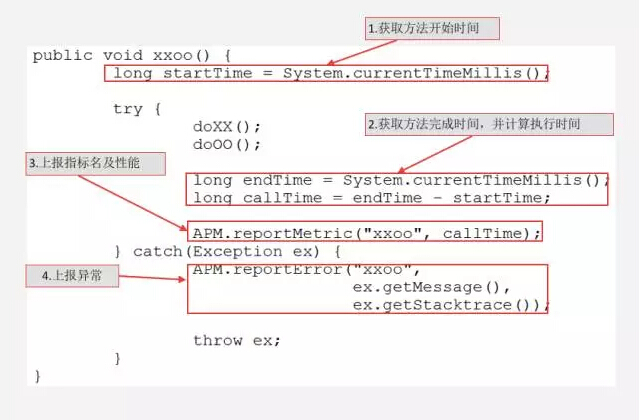 1.获取方法开始时间
public void xxoo() {
long startTime = System.currentTimeMillis();
try {
doXX();
2.获取方法完成时间，并计算执行时间
doOO();
3.上报指标名及性能
long endTime = System.currentTimeMillis();
long callTime = endTime - startTime;
APM.reportMetric("xxoo", callTime);
} catch(Exception ex) {
4.上报异常
APM.reportError("xxoo",
ex.getMessage(),
ex.getStacktrace());
throw ex;
}
}